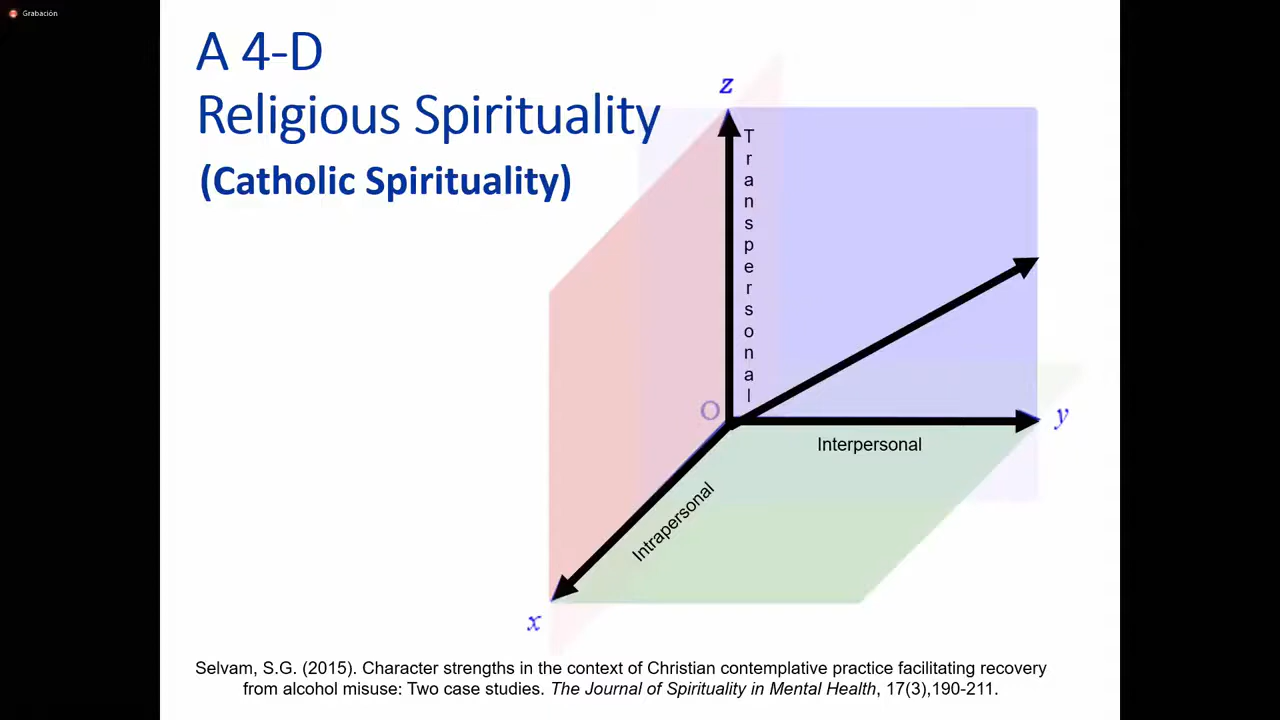 Grabación
A 4-D
Religious Spirituality
(Catholic Spirituality)
z
Transpersonal
O
y
Interpersonal
Intrapersonal
x
Selvam, S.G. (2015). Character strengths in the context of Christian contemplative practice facilitating recovery
from alcohol misuse: Two case studies. The Journal of Spirituality in Mental Health, 17(3),190-211.